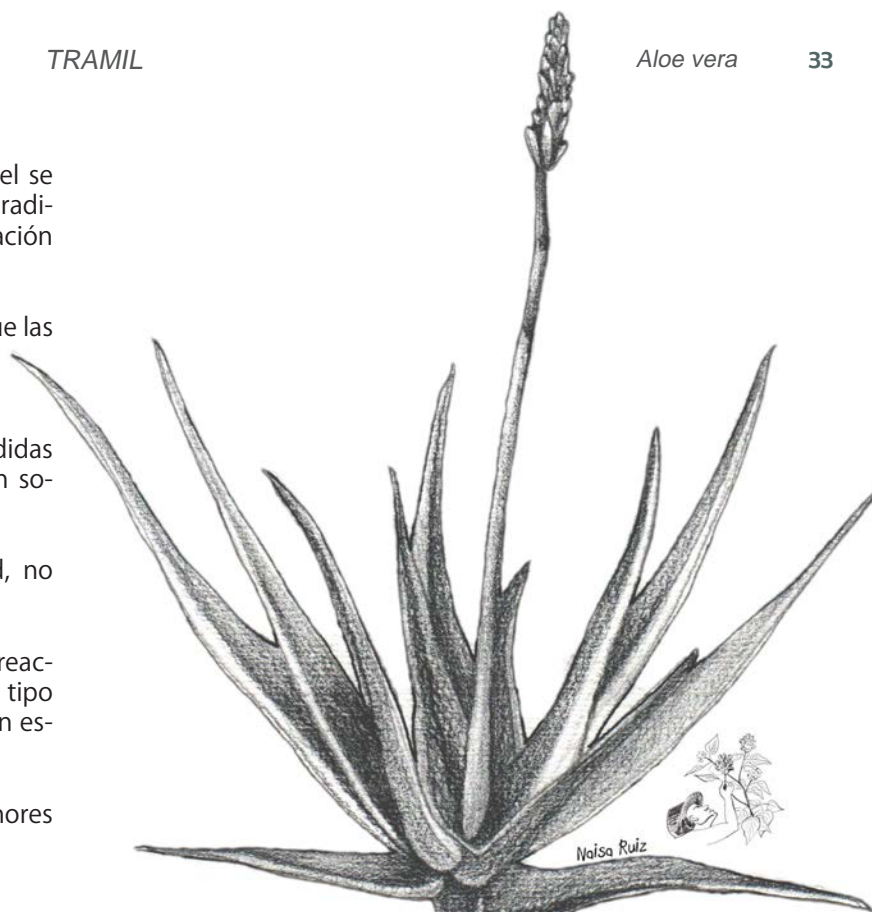 TRAMIL Aloe vera 33
el se
radi-
ación
ue las
didas
n so-
, no
reac-
tipo
n es-
nores
Naisa Ruiz